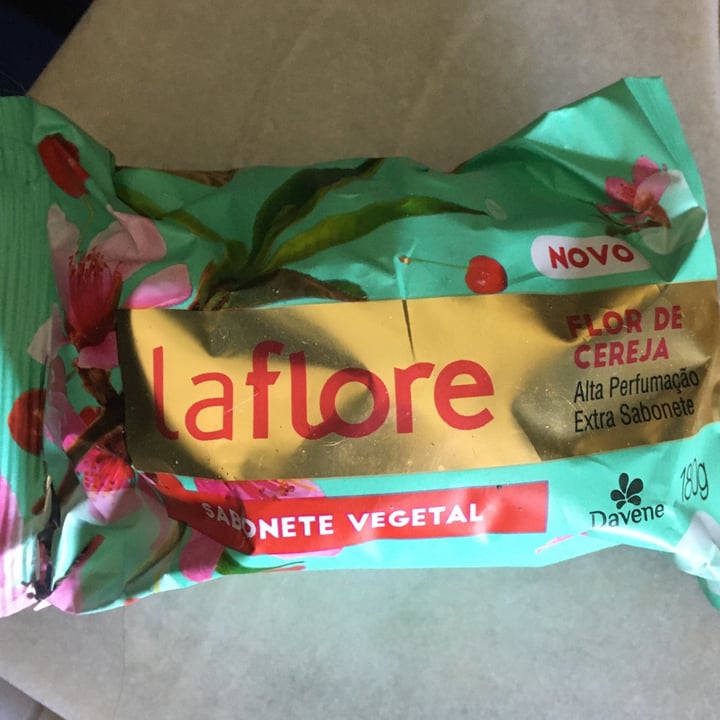 NOVO
laflore
FLOR DE
CEREJA
Alta Perfumação
Extra Sabonete
SABONETE VEGETAL
Davene
180g